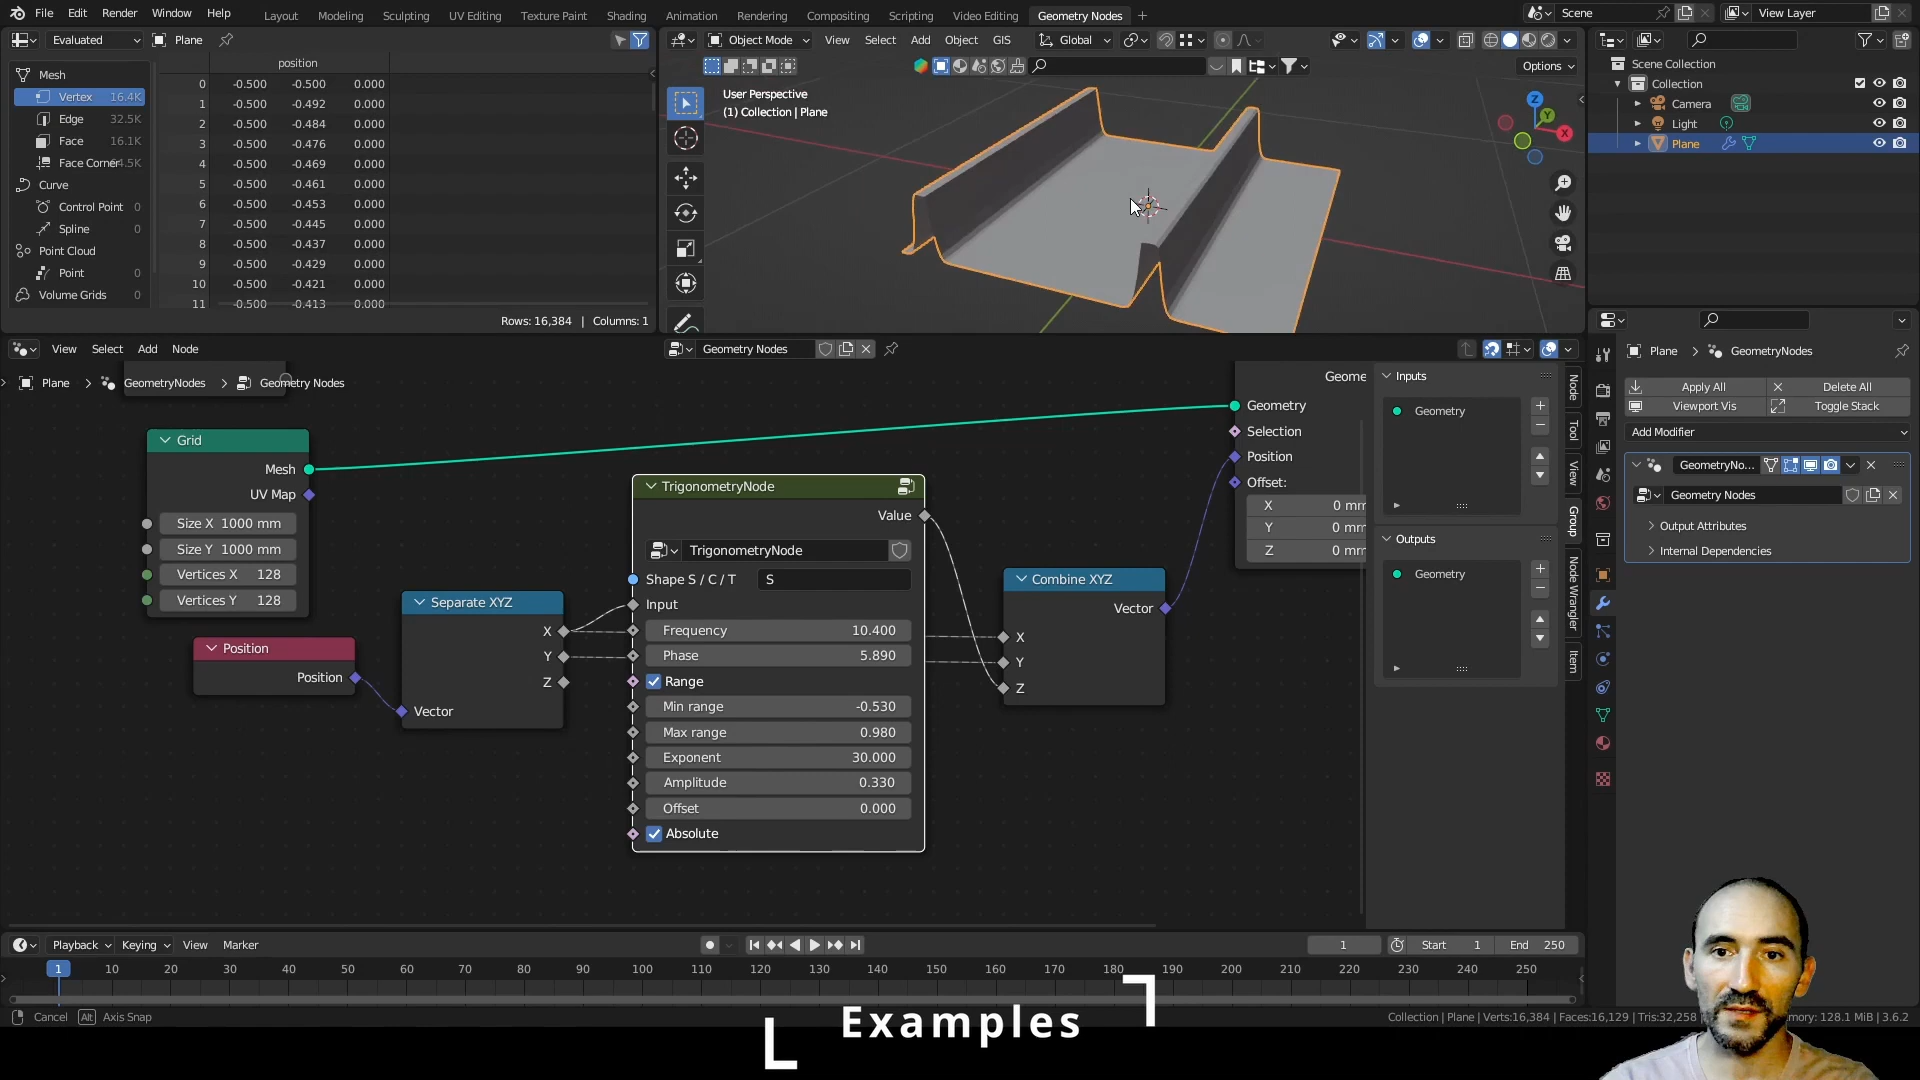 File Edit Render Window Help Layout Modeling Sculpting UV Editing Texture Paint Shading Animation Rendering Compositing Scripting Video Editing Geometry Nodes + Scene View Layer
Evaluated Plane
position
Mesh
Vertex 16.4K
Edge 32.5K
Face 16.1K
Face Corner
Curve
Control Point 0
Spline 0
Point Cloud
Point 0
Volume Grids 0
0 -0.500 -0.500 0.000
1 -0.500 -0.492 0.000
2 -0.500 -0.484 0.000
3 -0.500 -0.476 0.000
4 -0.500 -0.469 0.000
5 -0.500 -0.461 0.000
6 -0.500 -0.453 0.000
7 -0.500 -0.445 0.000
8 -0.500 -0.437 0.000
9 -0.500 -0.429 0.000
10 -0.500 -0.421 0.000
11 -0.500 -0.413 0.000
Rows: 16,384 | Columns: 1
Object Mode View Select Add Object GIS Global
Options
User Perspective
(1) Collection | Plane
Z
Y
X
Scene Collection
Collection
Camera
Light
Plane
View Select Add Node Geometry Nodes
Plane > GeometryNodes > Geometry Nodes
Grid
Mesh
UV Map
Size X 1000 mm
Size Y 1000 mm
Vertices X 128
Vertices Y 128
Position
Position
Separate XYZ
X
Y
Z
Vector
TrigonometryNode
Value
TrigonometryNode
Shape S / C / T S
Input
Frequency 10.400
Phase 5.890
Range
Min range -0.530
Max range 0.980
Exponent 30.000
Amplitude 0.330
Offset 0.000
Absolute
Combine XYZ
Vector
X
Y
Z
Geome
Geometry
Selection
Position
Offset:
X 0 mm
Y 0 mm
Z 0 mm
Inputs
Geometry
Outputs
Geometry
Node
Tool
View
Group
Node Wrangler
Item
Plane > GeometryNodes
Apply All Delete All
Viewport Vis Toggle Stack
Add Modifier
GeometryNo...
Geometry Nodes
Output Attributes
Internal Dependencies
Playback Keying View Marker 1 Start 1 End 250
1 10 20 30 40 50 60 70 80 90 100 110 120 130 140 150 160 170 180 190 200 210 220 230 240 250
Cancel Alt Axis Snap Collection | Plane | Verts:16,384 | Faces:16,129 | Tris:32,258 mory: 128.1 MiB | 3.6.2
Examples